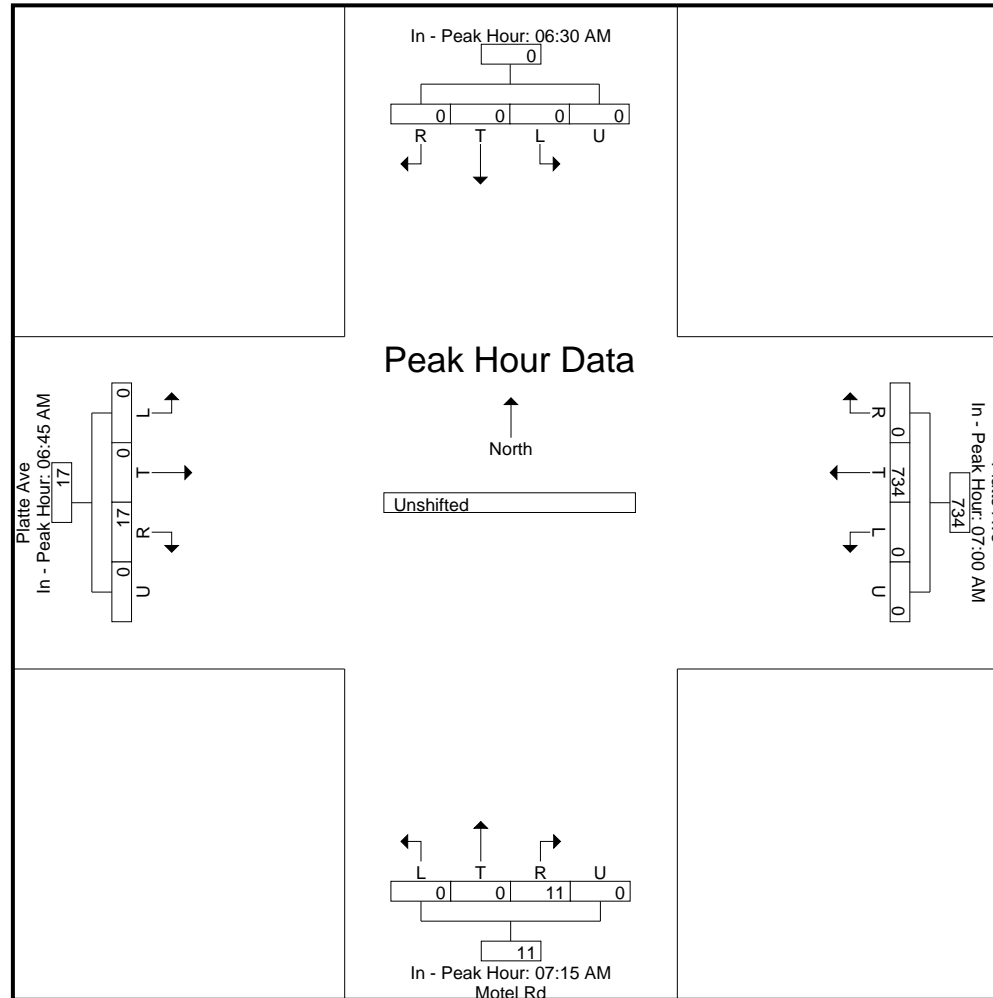 In - Peak Hour: 06:30 AM
0
0 0 0 0
R T L U
Peak Hour Data
North
Unshifted
Platte Ave
In - Peak Hour: 06:45 AM
17
0 0 17 0
L T R U
R T L U
0 734 0 0
734
In - Peak Hour: 07:00 AM
L T R U
0 0 11 0
11
In - Peak Hour: 07:15 AM
Motel Rd